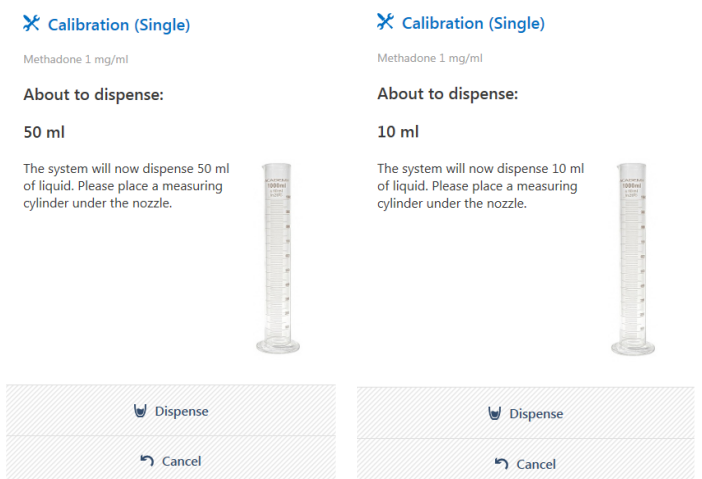 Calibration (Single)
Methadone 1 mg/ml
About to dispense:
50 ml
The system will now dispense 50 ml
of liquid. Please place a measuring
cylinder under the nozzle.
1000ml
Dispense
Cancel
Calibration (Single)
Methadone 1 mg/ml
About to dispense:
10 ml
The system will now dispense 10 ml
of liquid. Please place a measuring
cylinder under the nozzle.
1000ml
Dispense
Cancel